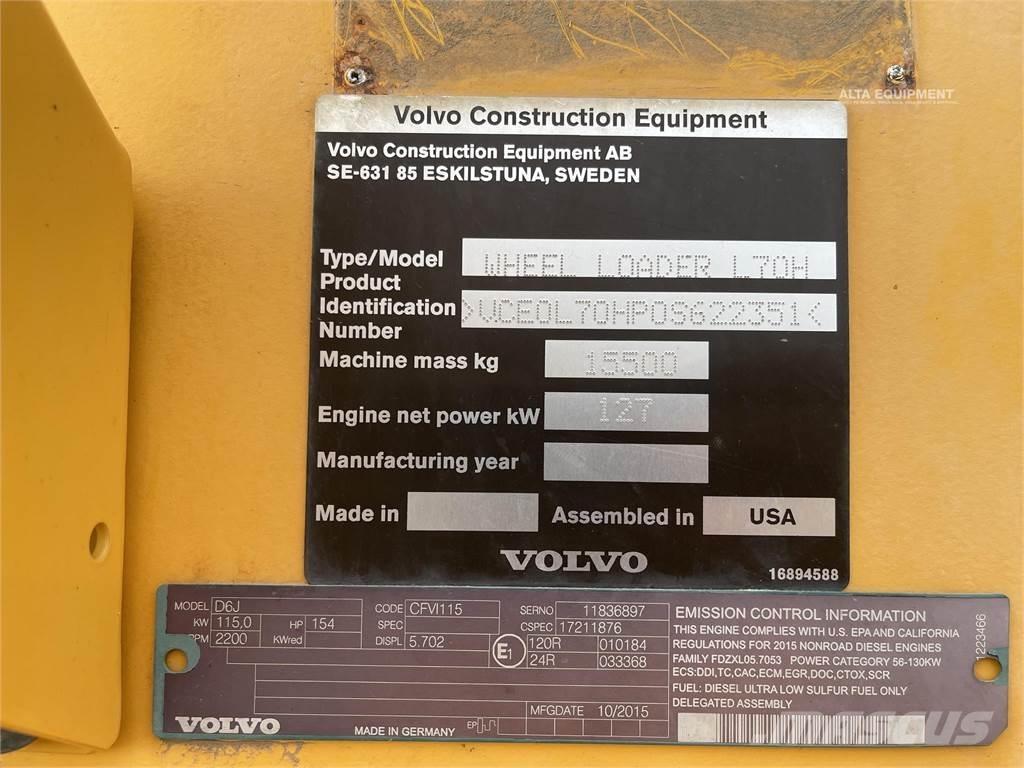 ALTA EQUIPMENT
Volvo Construction Equipment
Volvo Construction Equipment AB
SE-631 85 ESKILSTUNA, SWEDEN
Type/Model WHEEL LOADER L70H
Product
Identification >VCE0L70HP0S622351<
Number
Machine mass kg 15500
Engine net power kW 127
Manufacturing year
Made in Assembled in USA
VOLVO
16894588
MODEL D6J CODE CFVI115 SERNO 11836897
KW 115,0 HP 154 SPEC CSPEC 17211876
RPM 2200 KWred DISPL 5.702 E1 120R 010184
24R 033368
MFGDATE 10/2015
VOLVO MADE IN GERMANY EP
EMISSION CONTROL INFORMATION
THIS ENGINE COMPLIES WITH U.S. EPA AND CALIFORNIA
REGULATIONS FOR 2015 NONROAD DIESEL ENGINES
FAMILY FDZXL05.7053 POWER CATEGORY 56-130KW
ECS:DDI,TC,CAC,ECM,EGR,DOC,CTOX,SCR
FUEL: DIESEL ULTRA LOW SULFUR FUEL ONLY
DELEGATED ASSEMBLY
1223466
mascus